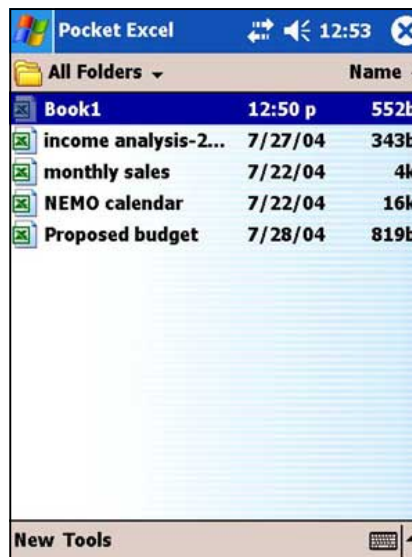 Pocket Excel 12:53
All Folders Name
Book1 12:50 p 552b
income analysis-2... 7/27/04 343b
monthly sales 7/22/04 4k
NEMO calendar 7/22/04 16k
Proposed budget 7/28/04 819b
New Tools